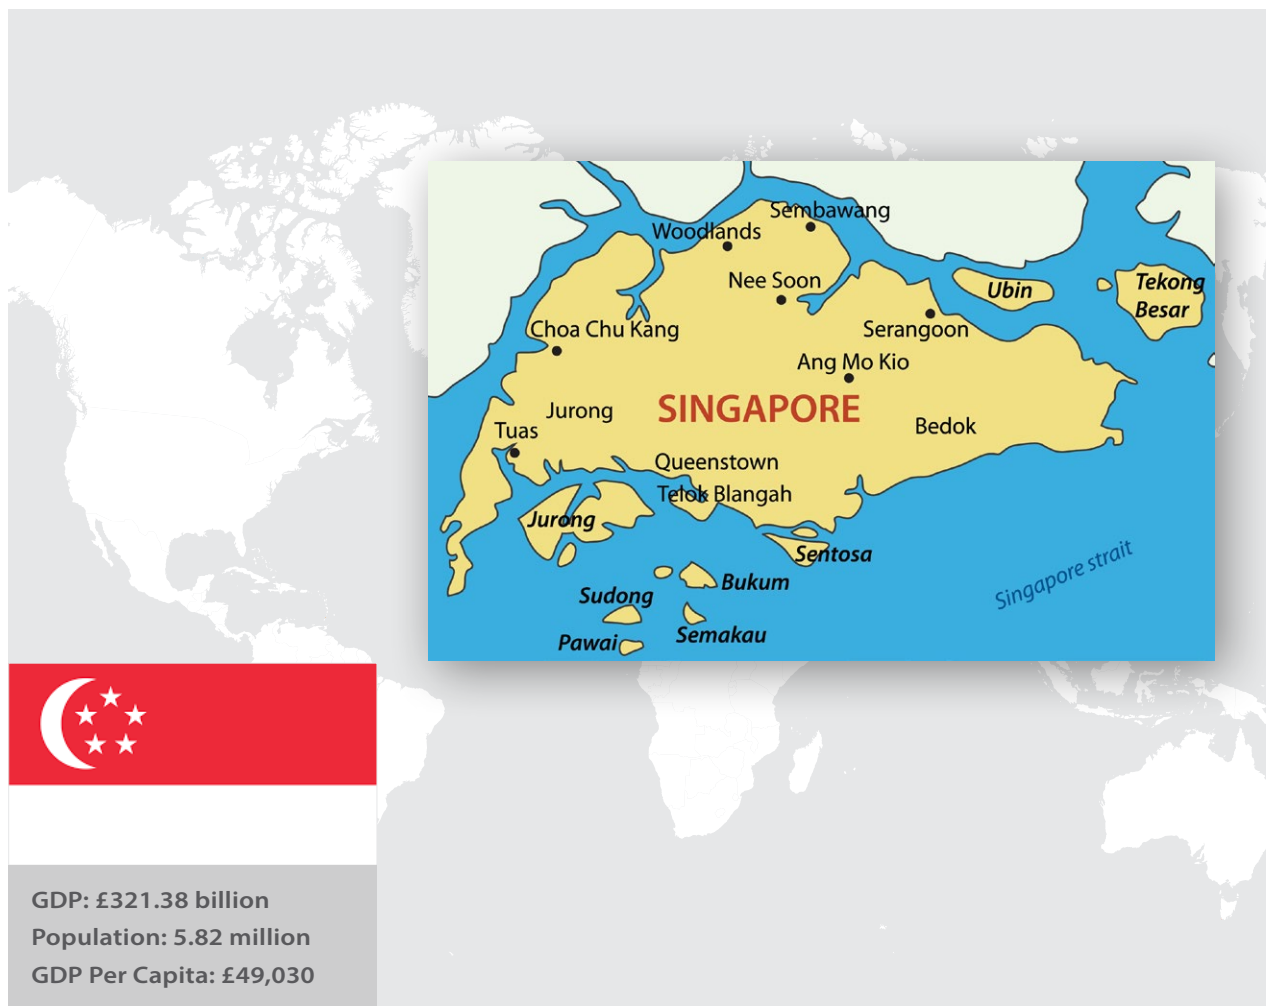 Sembawang
Woodlands
Nee Soon
Ubin
Tekong
Besar
Choa Chu Kang
Serangoon
Ang Mo Kio
SINGAPORE
Jurong
Bedok
Tuas
Queenstown
Telok Blangah
Jurong
Sentosa
Singapore strait
Bukum
Sudong
Semakau
Pawai
GDP: £321.38 billion
Population: 5.82 million
GDP Per Capita: £49,030